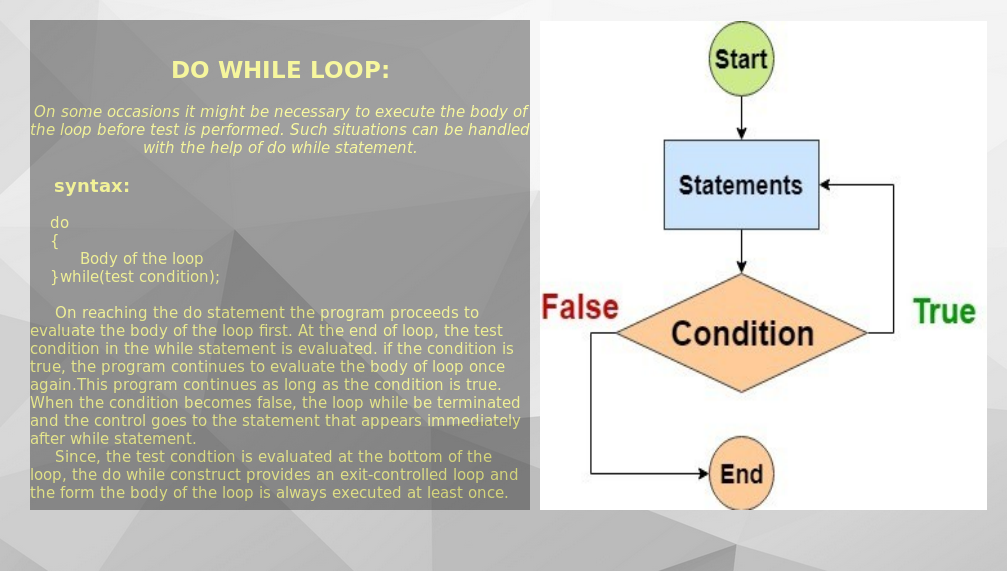 DO WHILE LOOP:
On some occasions it might be necessary to execute the body of
the loop before test is performed. Such situations can be handled
with the help of do while statement.
syntax:
do
{
Body of the loop
}while(test condition);
On reaching the do statement the program proceeds to
evaluate the body of the loop first. At the end of loop, the test
condition in the while statement is evaluated. if the condition is
true, the program continues to evaluate the body of loop once
again.This program continues as long as the condition is true.
When the condition becomes false, the loop while be terminated
and the control goes to the statement that appears immediately
after while statement.
Since, the test condtion is evaluated at the bottom of the
loop, the do while construct provides an exit-controlled loop and
the form the body of the loop is always executed at least once.
Start
Statements
False
True
Condition
End